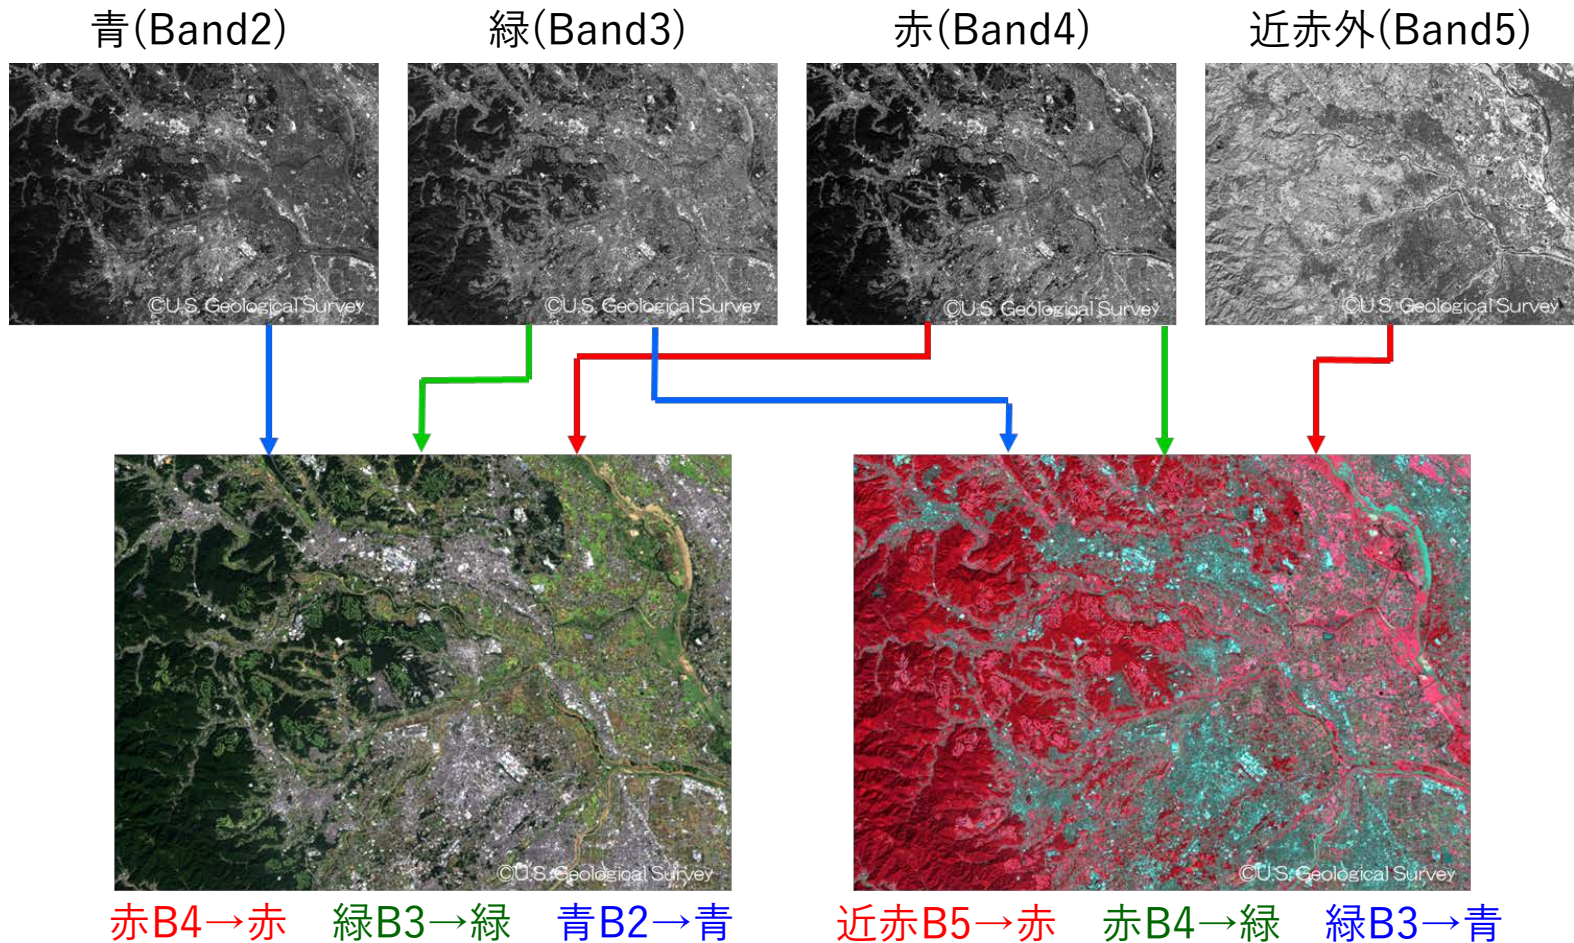 青(Band2) 緑(Band3) 赤(Band4) 近赤外(Band5)
©U.S. Geological Survey ©U.S. Geological Survey ©U.S. Geological Survey ©U.S. Geological Survey
©U.S. Geological Survey ©U.S. Geological Survey
赤B4→赤 緑B3→緑 青B2→青 近赤B5→赤 赤B4→緑 緑B3→青